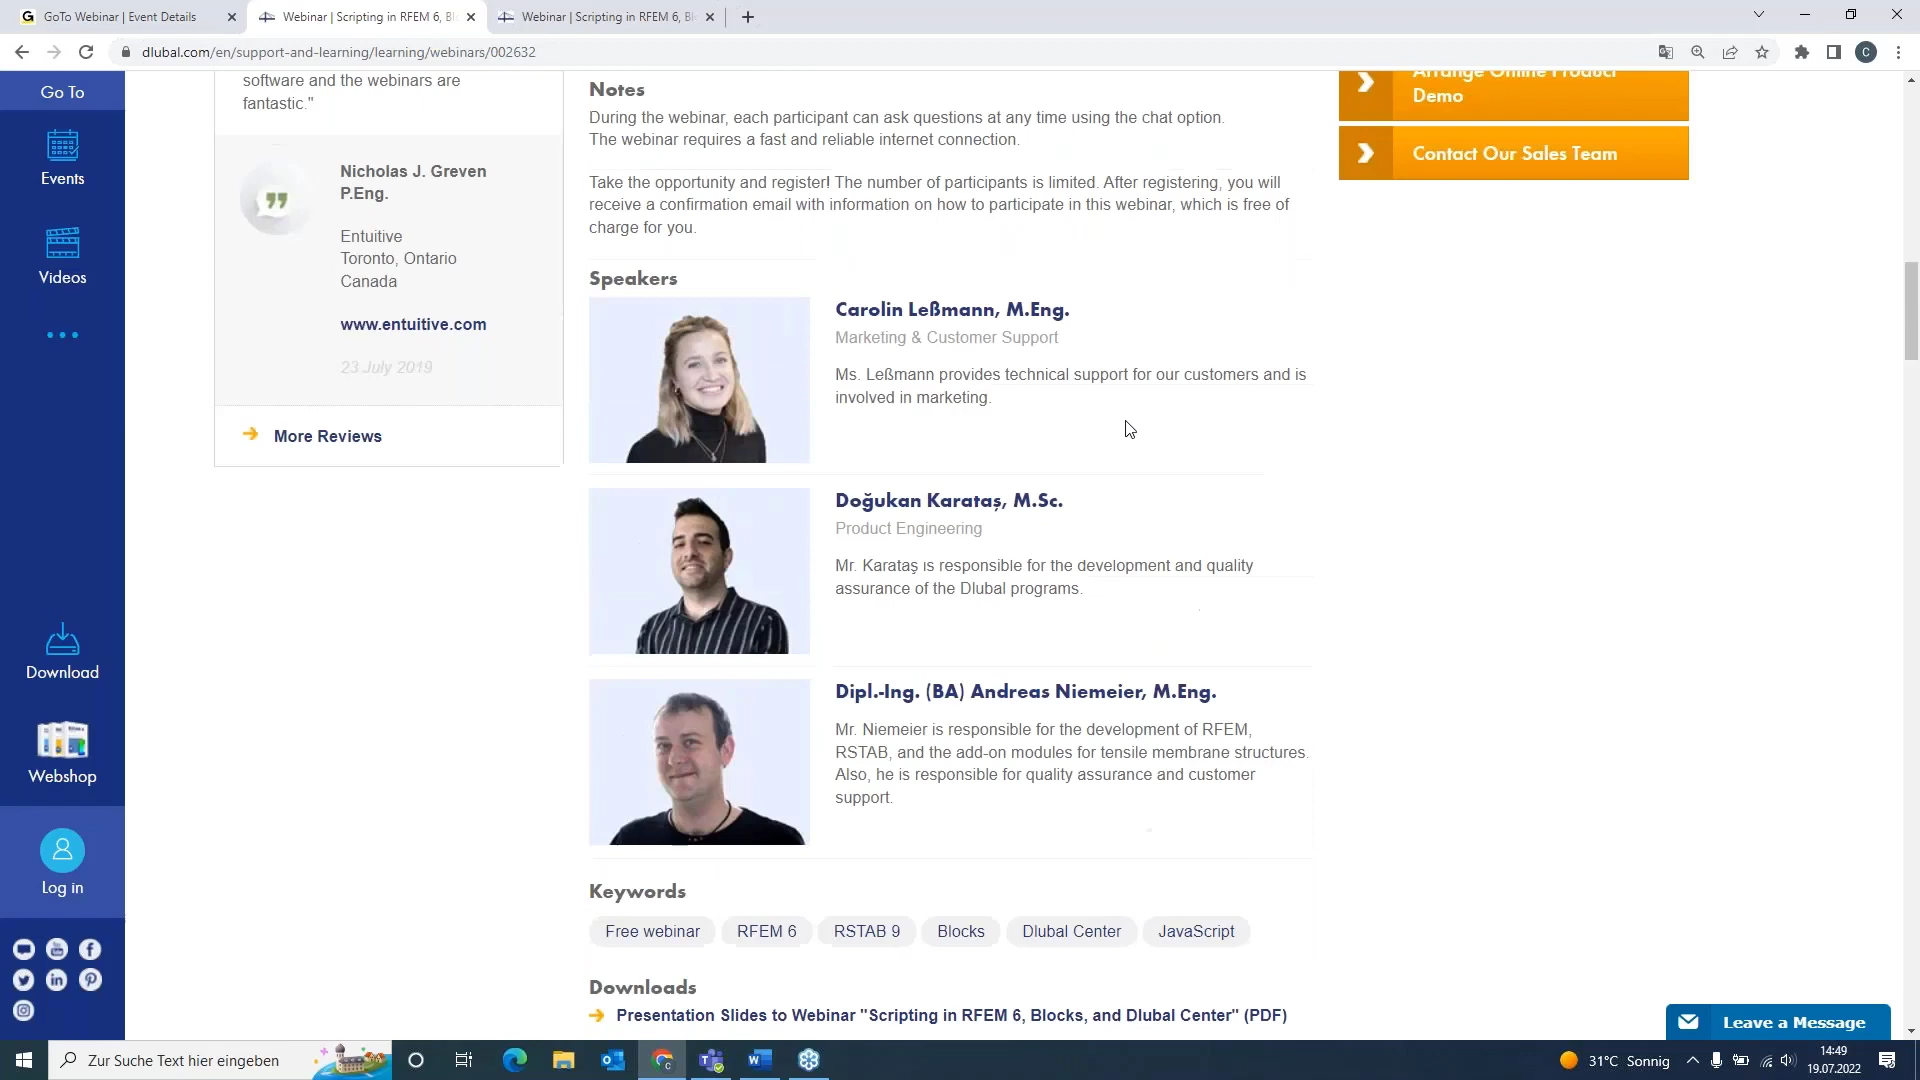 GoTo Webinar | Event Details
Webinar | Scripting in RFEM 6, Bl
Webinar | Scripting in RFEM 6, Bl
dlubal.com/en/support-and-learning/learning/webinars/002632
C
Go To
Events
Videos
Download
Webshop
Log in
software and the webinars are
fantastic."
Nicholas J. Greven
P.Eng.
Entuitive
Toronto, Ontario
Canada
www.entuitive.com
23 July 2019
More Reviews
Notes
During the webinar, each participant can ask questions at any time using the chat option.
The webinar requires a fast and reliable internet connection.
Take the opportunity and register! The number of participants is limited. After registering, you will
receive a confirmation email with information on how to participate in this webinar, which is free of
charge for you.
Speakers
Carolin Leßmann, M.Eng.
Marketing & Customer Support
Ms. Leßmann provides technical support for our customers and is
involved in marketing.
Doğukan Karataş, M.Sc.
Product Engineering
Mr. Karataş is responsible for the development and quality
assurance of the Dlubal programs.
Dipl.-Ing. (BA) Andreas Niemeier, M.Eng.
Mr. Niemeier is responsible for the development of RFEM,
RSTAB, and the add-on modules for tensile membrane structures.
Also, he is responsible for quality assurance and customer
support.
Keywords
Free webinar RFEM 6 RSTAB 9 Blocks Dlubal Center JavaScript
Downloads
Presentation Slides to Webinar "Scripting in RFEM 6, Blocks, and Dlubal Center" (PDF)
Arrange Online Product
Demo
Contact Our Sales Team
Leave a Message
Zur Suche Text hier eingeben
31°C Sonnig
14:49
19.07.2022